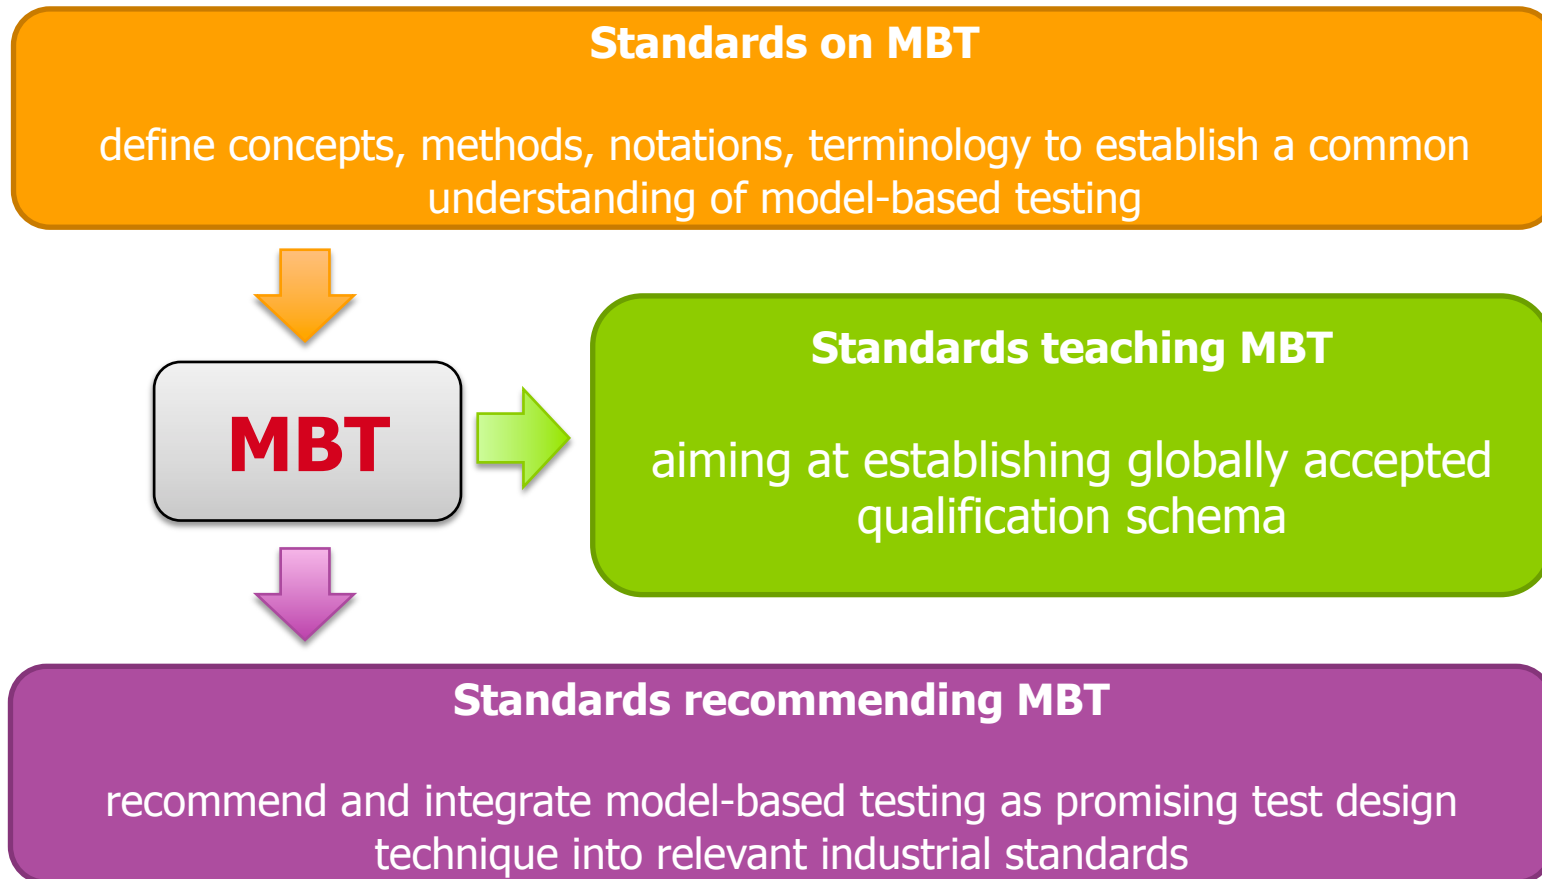 Standards on MBT
define concepts, methods, notations, terminology to establish a common
understanding of model-based testing
Standards teaching MBT
MBT
aiming at establishing globally accepted
qualification schema
Standards recommending MBT
recommend and integrate model-based testing as promising test design
technique into relevant industrial standards